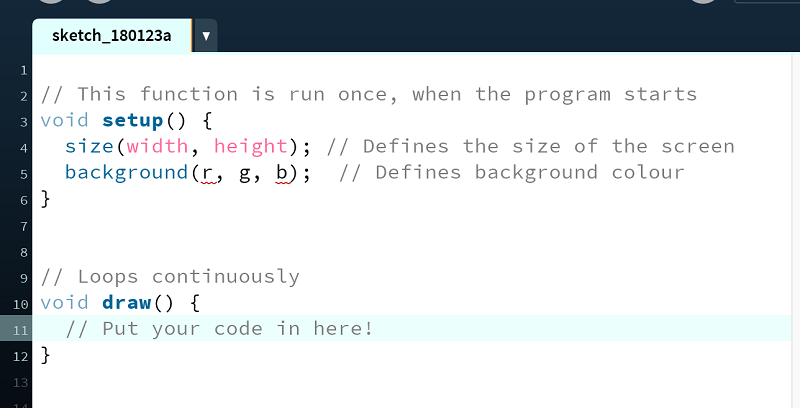 sketch_180123a ▼
1
2 // This function is run once, when the program starts
3 void setup() {
4   size(width, height); // Defines the size of the screen
5   background(r, g, b);  // Defines background colour
6 }
7
8
9 // Loops continuously
10 void draw() {
11   // Put your code in here!
12 }
13
14